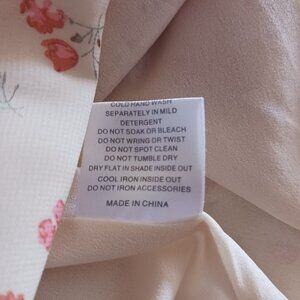 COLD HAND WASH
SEPARATELY IN MILD
DETERGENT
DO NOT SOAK OR BLEACH
DO NOT WRING OR TWIST
DO NOT SPOT CLEAN
DO NOT TUMBLE DRY
DRY FLAT IN SHADE INSIDE OUT
COOL IRON INSIDE OUT
DO NOT IRON ACCESSORIES
MADE IN CHINA